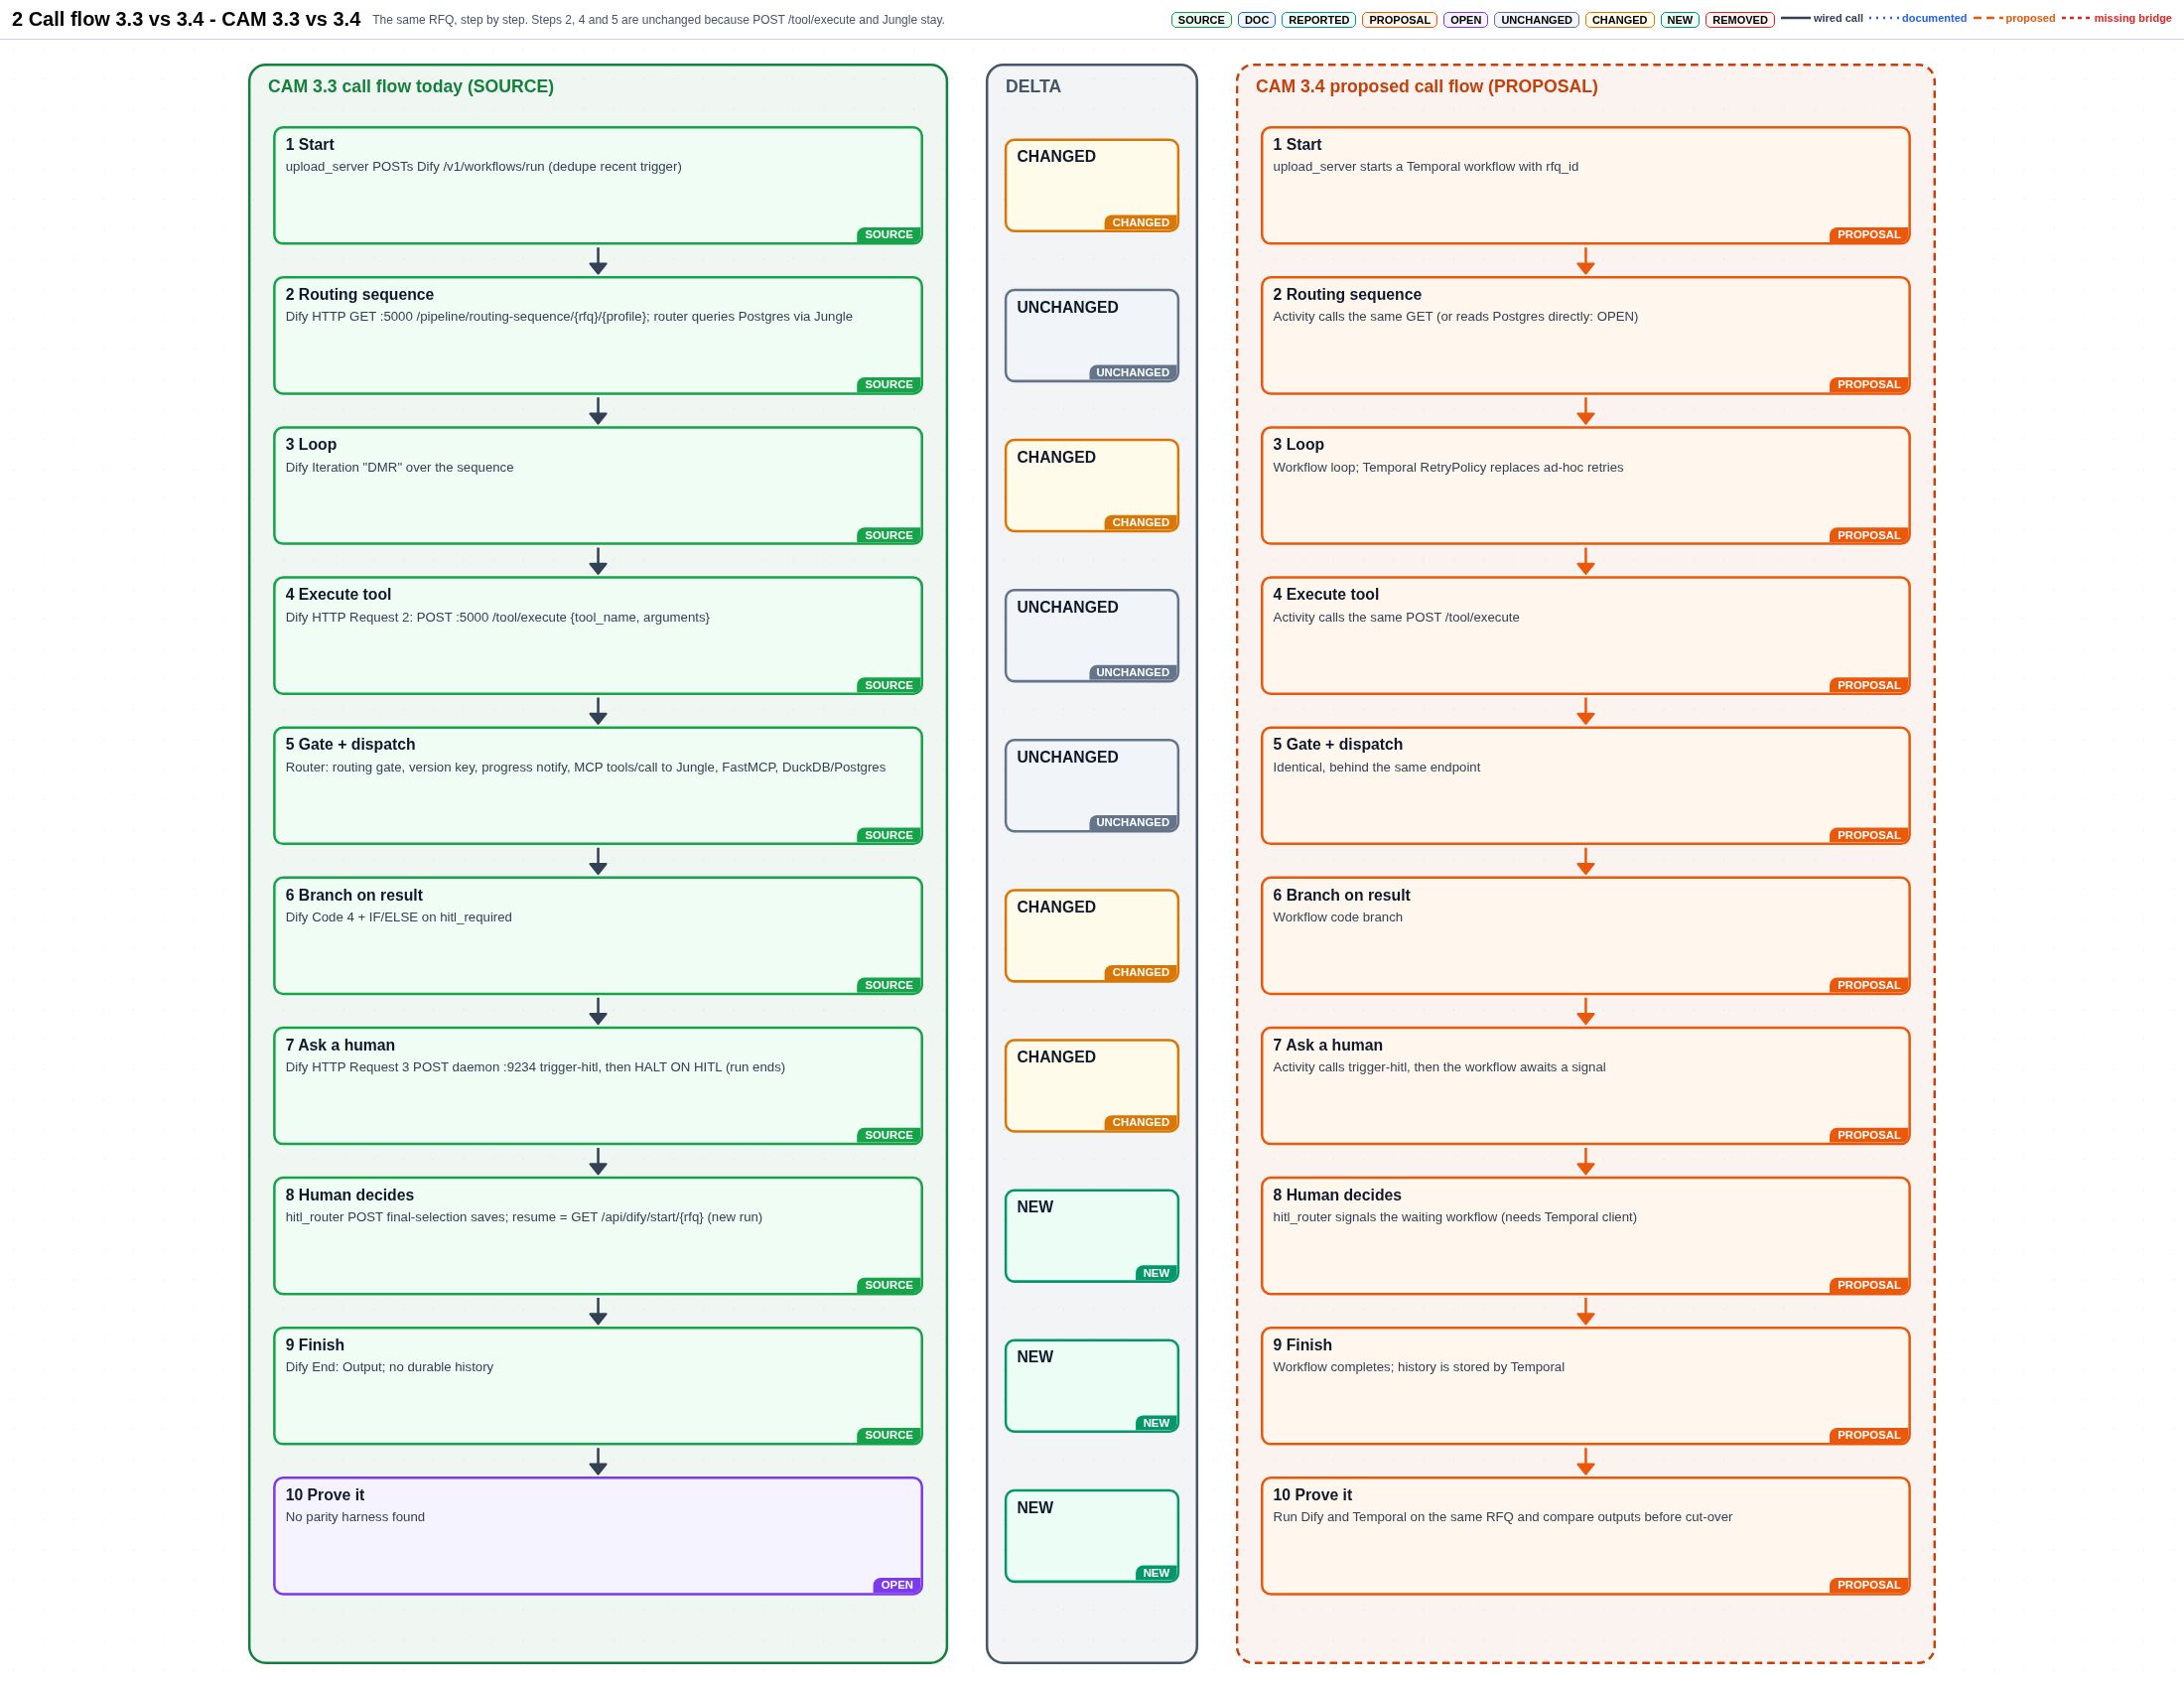 2 Call flow 3.3 vs 3.4 - CAM 3.3 vs 3.4
The same RFQ, step by step. Steps 2, 4 and 5 are unchanged because POST /tool/execute and Jungle stay.
SOURCE
DOC
REPORTED
PROPOSAL
OPEN
UNCHANGED
CHANGED
NEW
REMOVED
wired call
documented
proposed
missing bridge
CAM 3.3 call flow today (SOURCE)
1 Start
upload_server POSTs Dify /v1/workflows/run (dedupe recent trigger)
SOURCE
2 Routing sequence
Dify HTTP GET :5000 /pipeline/routing-sequence/{rfq}/{profile}; router queries Postgres via Jungle
SOURCE
3 Loop
Dify Iteration "DMR" over the sequence
SOURCE
4 Execute tool
Dify HTTP Request 2: POST :5000 /tool/execute {tool_name, arguments}
SOURCE
5 Gate + dispatch
Router: routing gate, version key, progress notify, MCP tools/call to Jungle, FastMCP, DuckDB/Postgres
SOURCE
6 Branch on result
Dify Code 4 + IF/ELSE on hitl_required
SOURCE
7 Ask a human
Dify HTTP Request 3 POST daemon :9234 trigger-hitl, then HALT ON HITL (run ends)
SOURCE
8 Human decides
hitl_router POST final-selection saves; resume = GET /api/dify/start/{rfq} (new run)
SOURCE
9 Finish
Dify End: Output; no durable history
SOURCE
10 Prove it
No parity harness found
OPEN
DELTA
CHANGED
CHANGED
UNCHANGED
UNCHANGED
CHANGED
CHANGED
UNCHANGED
UNCHANGED
UNCHANGED
UNCHANGED
CHANGED
CHANGED
CHANGED
CHANGED
NEW
NEW
NEW
NEW
NEW
NEW
CAM 3.4 proposed call flow (PROPOSAL)
1 Start
upload_server starts a Temporal workflow with rfq_id
PROPOSAL
2 Routing sequence
Activity calls the same GET (or reads Postgres directly: OPEN)
PROPOSAL
3 Loop
Workflow loop; Temporal RetryPolicy replaces ad-hoc retries
PROPOSAL
4 Execute tool
Activity calls the same POST /tool/execute
PROPOSAL
5 Gate + dispatch
Identical, behind the same endpoint
PROPOSAL
6 Branch on result
Workflow code branch
PROPOSAL
7 Ask a human
Activity calls trigger-hitl, then the workflow awaits a signal
PROPOSAL
8 Human decides
hitl_router signals the waiting workflow (needs Temporal client)
PROPOSAL
9 Finish
Workflow completes; history is stored by Temporal
PROPOSAL
10 Prove it
Run Dify and Temporal on the same RFQ and compare outputs before cut-over
PROPOSAL